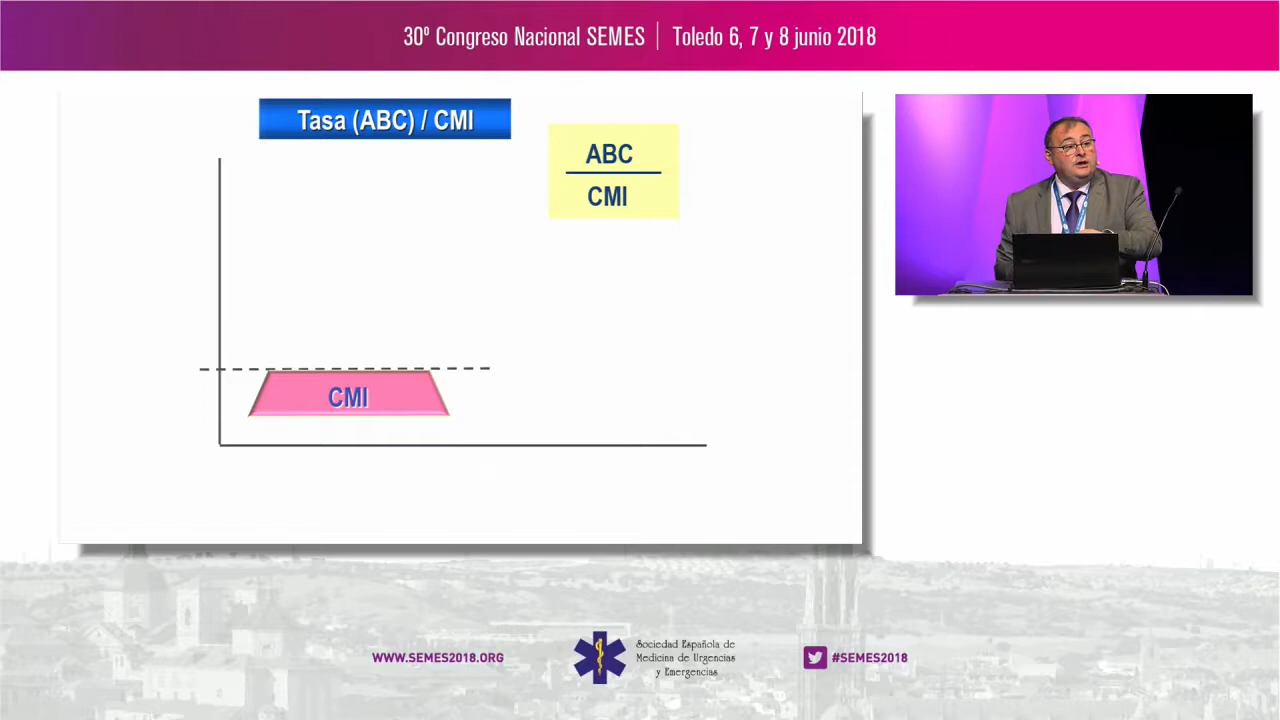 30º Congreso Nacional SEMES | Toledo 6, 7 y 8 junio 2018
Tasa (ABC) / CMI
ABC
CMI
CMI
WWW.SEMES2018.ORG
Sociedad Española de
Medicina de Urgencias
y Emergencias
#SEMES2018